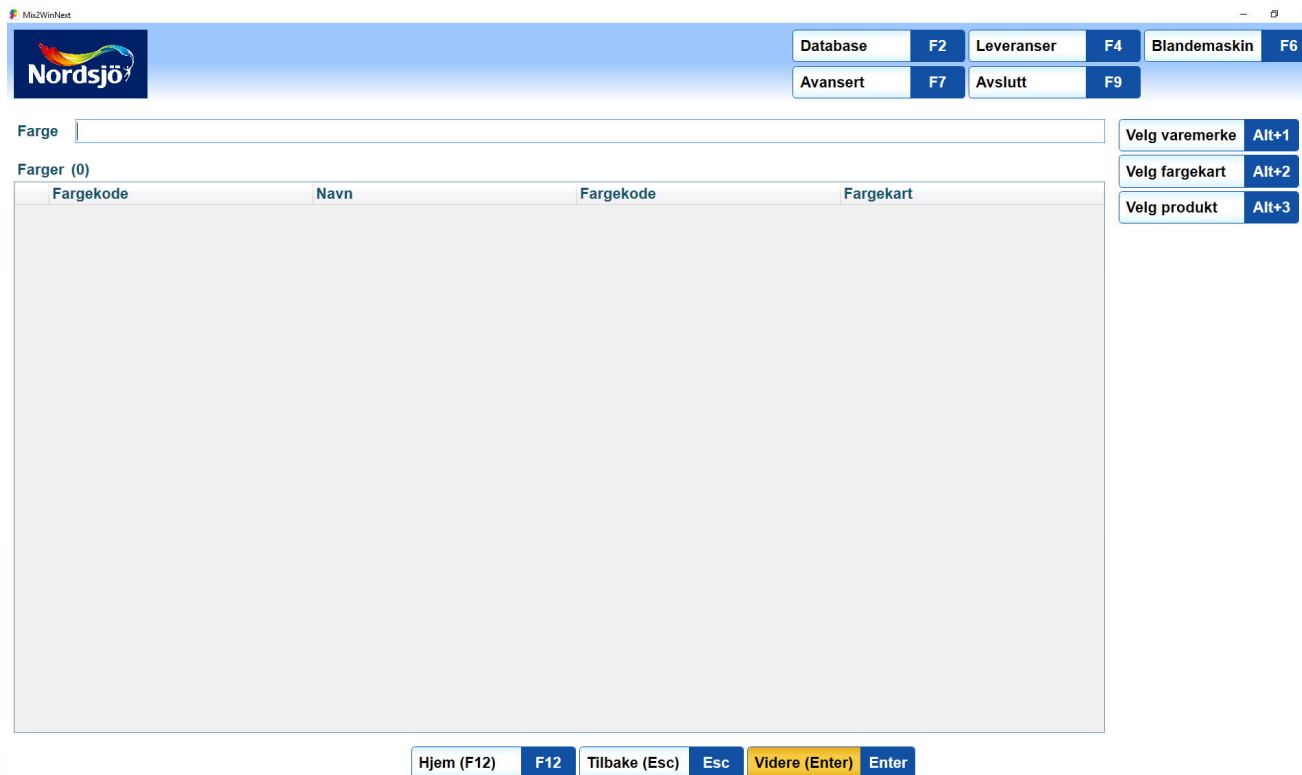 Mix2WinNext
Nordsjö
Database F2 Leveranser F4 Blandemaskin F6
Avansert F7 Avslutt F9
Farge
Velg varemerke Alt+1
Farger (0)
Velg fargekart Alt+2
Fargekode Navn Fargekode Fargekart
Velg produkt Alt+3
Hjem (F12) F12 Tilbake (Esc) Esc Videre (Enter) Enter